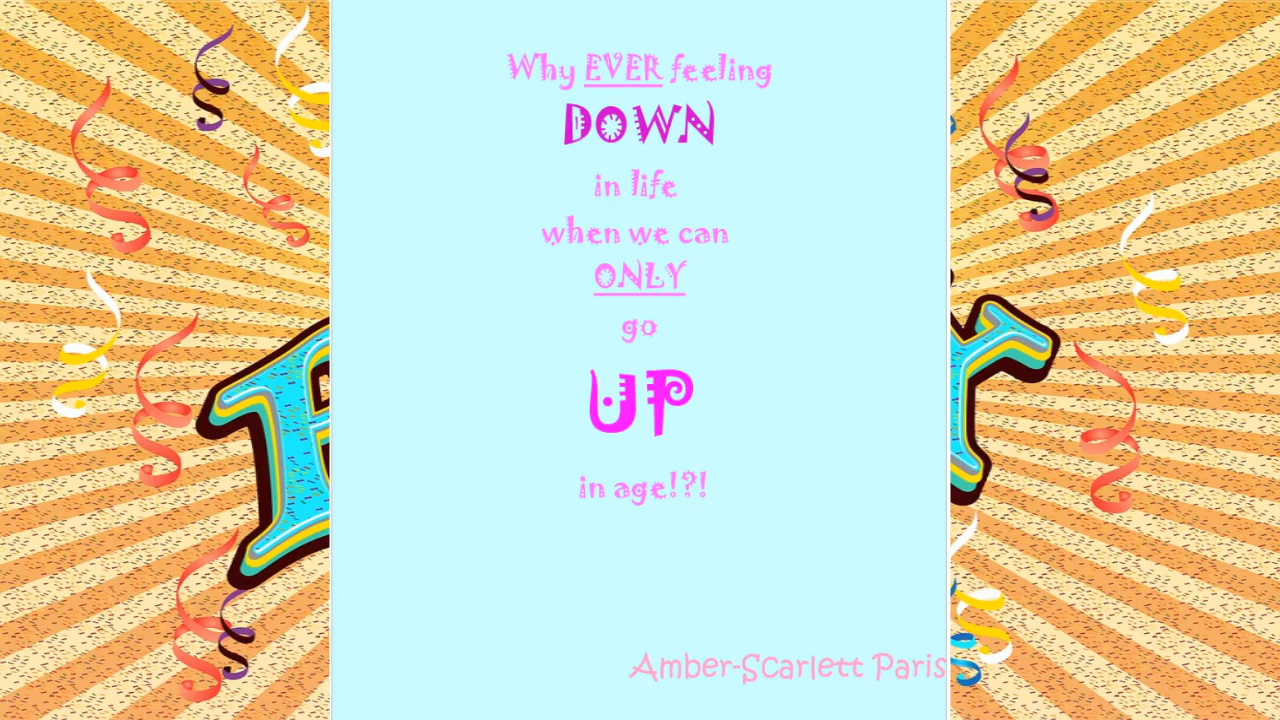 Why EVER feeling
DOWN
in life
when we can
ONLY
go
UP
in age!?!
Amber-Scarlett Paris